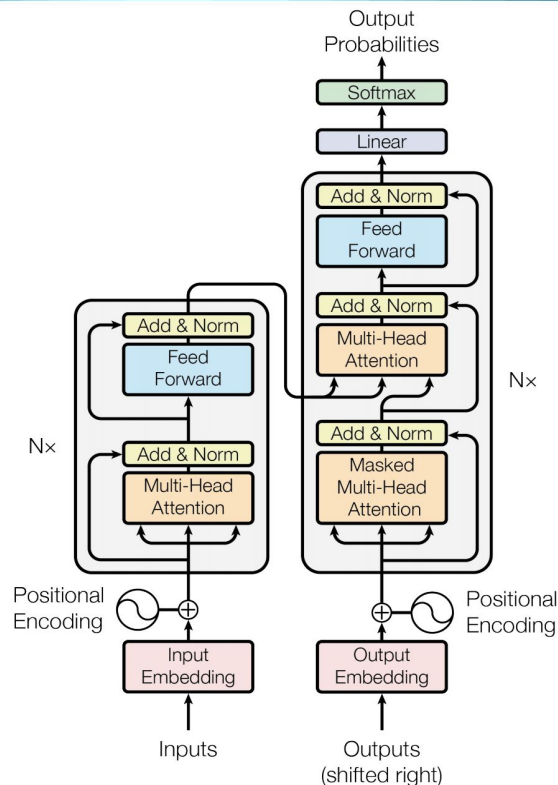 Output
Probabilities
Softmax
Linear
Add & Norm
Feed
Forward
Add & Norm
Multi-Head
Attention
Add & Norm
Masked
Multi-Head
Attention
N×
Add & Norm
Feed
Forward
Add & Norm
Multi-Head
Attention
N×
Positional
Encoding
Positional
Encoding
Input
Embedding
Output
Embedding
Inputs
Outputs
(shifted right)